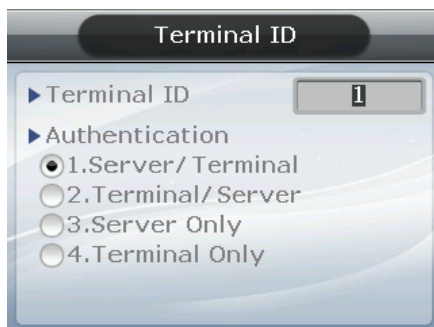 Terminal ID
Terminal ID 1
Authentication
1.Server/Terminal
2.Terminal/Server
3.Server Only
4.Terminal Only